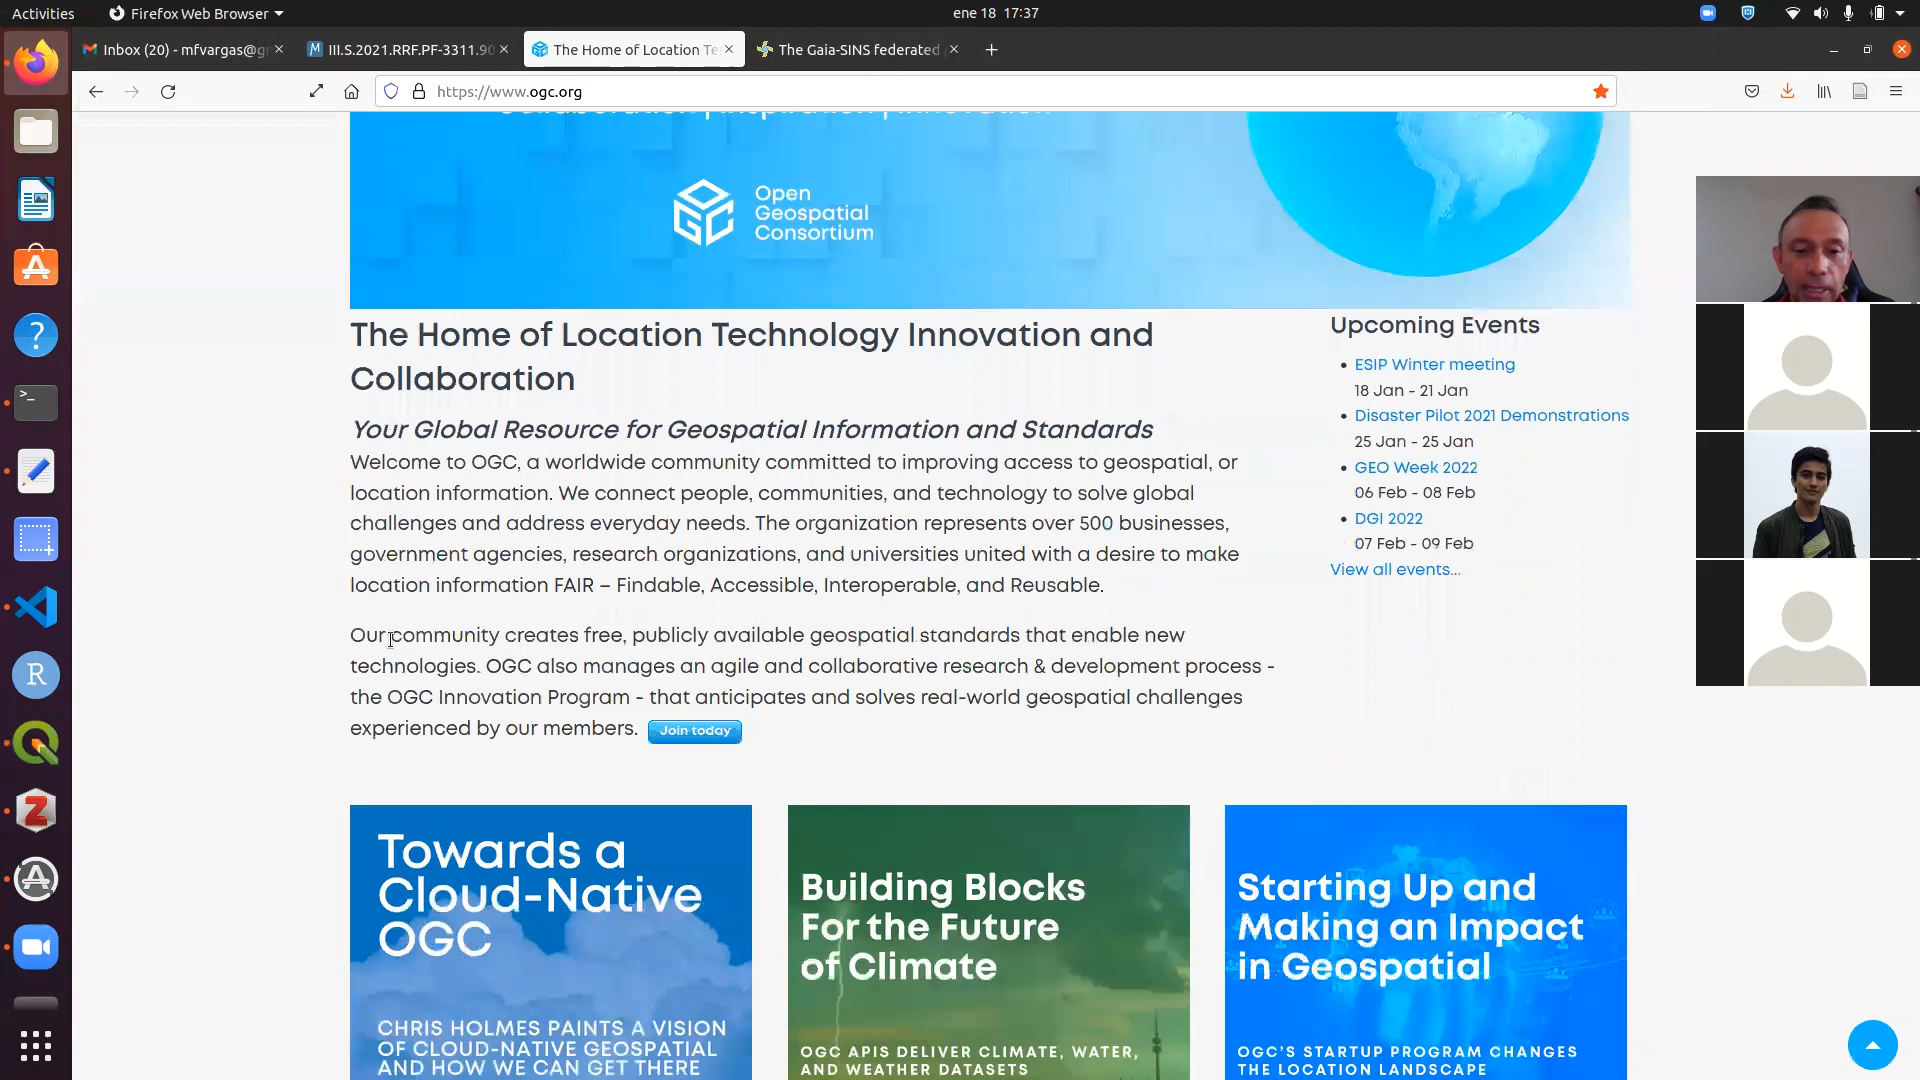 Activities
Firefox Web Browser
ene 18 17:37
Inbox (20) - mfvargas@g
III.S.2021.RRF.PF-3311.90
The Home of Location Te
The Gaia-SINS federated
https://www.ogc.org
Open
Geospatial
Consortium
The Home of Location Technology Innovation and
Collaboration
Your Global Resource for Geospatial Information and Standards
Welcome to OGC, a worldwide community committed to improving access to geospatial, or
location information. We connect people, communities, and technology to solve global
challenges and address everyday needs. The organization represents over 500 businesses,
government agencies, research organizations, and universities united with a desire to make
location information FAIR – Findable, Accessible, Interoperable, and Reusable.
Our community creates free, publicly available geospatial standards that enable new
technologies. OGC also manages an agile and collaborative research & development process -
the OGC Innovation Program - that anticipates and solves real-world geospatial challenges
experienced by our members.
Join today
Upcoming Events
ESIP Winter meeting
18 Jan - 21 Jan
Disaster Pilot 2021 Demonstrations
25 Jan - 25 Jan
GEO Week 2022
06 Feb - 08 Feb
DGI 2022
07 Feb - 09 Feb
View all events...
Towards a
Cloud-Native
OGC
CHRIS HOLMES PAINTS A VISION
OF CLOUD-NATIVE GEOSPATIAL
AND HOW WE CAN GET THERE
Building Blocks
For the Future
of Climate
OGC APIS DELIVER CLIMATE, WATER,
AND WEATHER DATASETS
Starting Up and
Making an Impact
in Geospatial
OGC'S STARTUP PROGRAM CHANGES
THE LOCATION LANDSCAPE